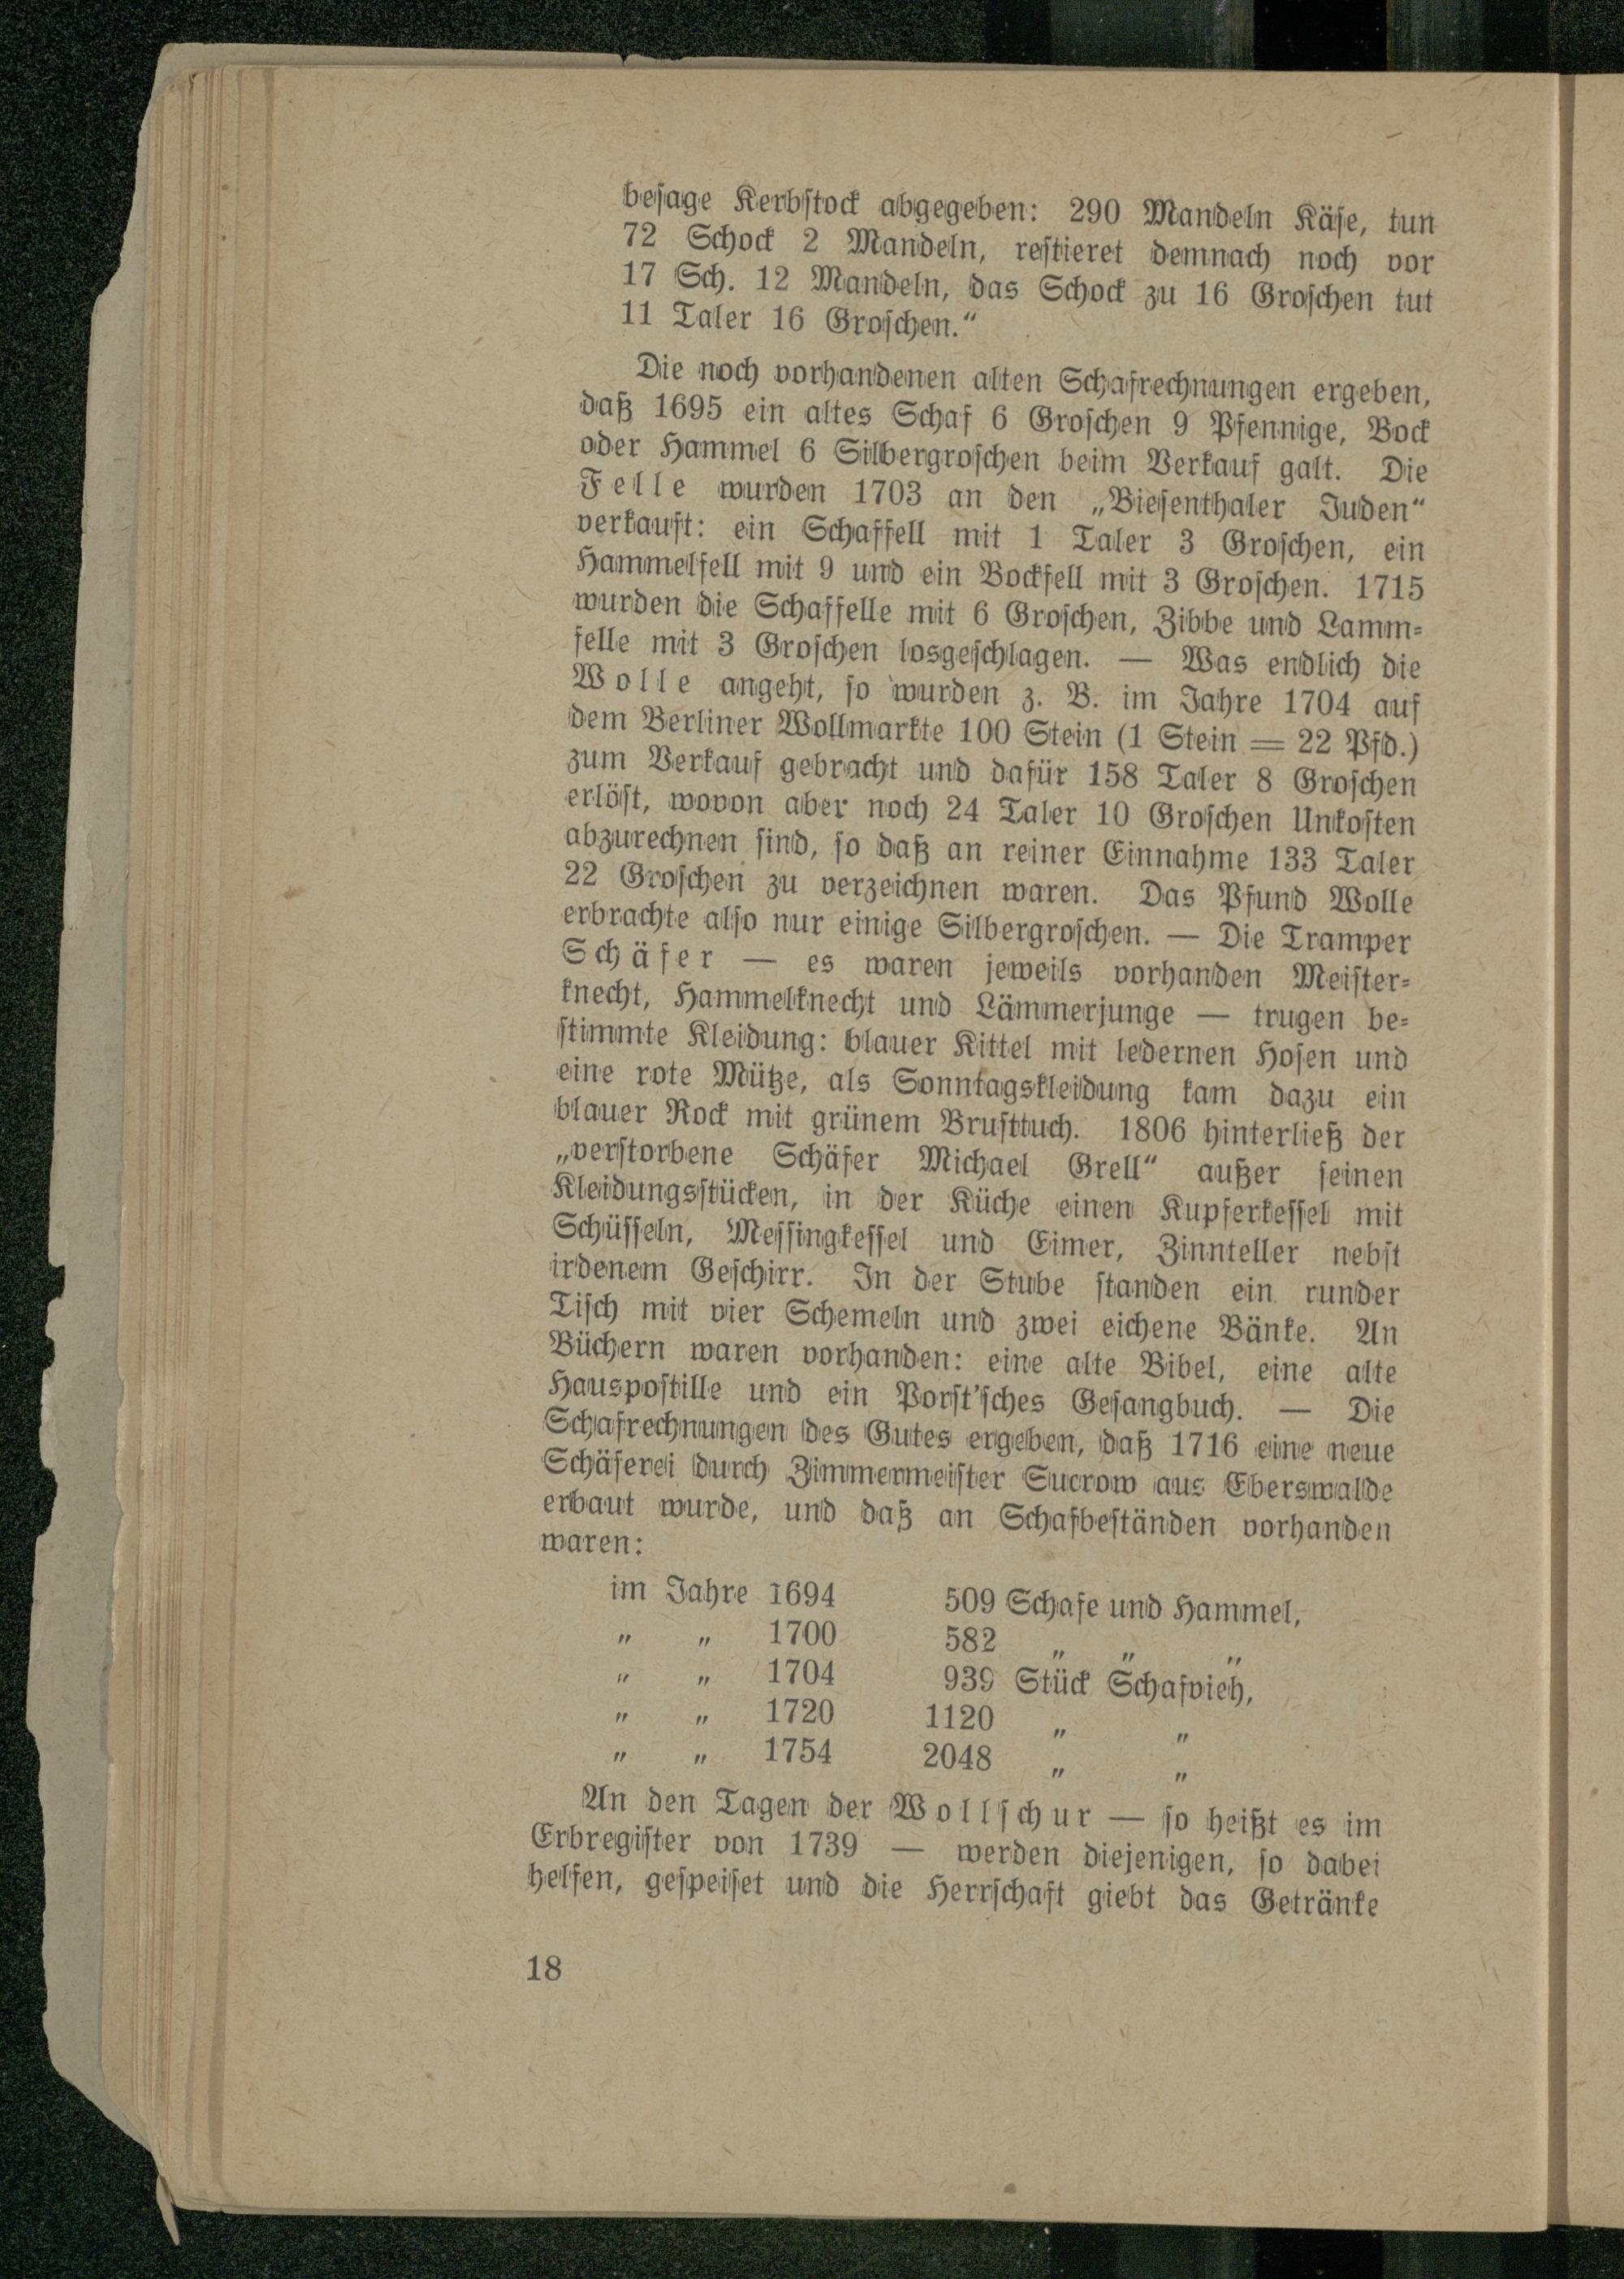 besage Kerbstock abgegeben: 290 Mandeln Käse, tun
72 Schock 2 Mandeln, restieret demnach noch vor
17 Sch. 12 Mandeln, das Schock zu 16 Groschen tut
11 Taler 16 Groschen.“
Die noch vorhandenen alten Schafrechnungen ergeben,
daß 1695 ein altes Schaf 6 Groschen 9 Pfennige, Bock
oder Hammel 6 Silbergroschen beim Verkauf galt. Die
Felle wurden 1703 an den „Biesenthaler Juden“
verkauft: ein Schaffell mit 1 Taler 3 Groschen, ein
Hammelfell mit 9 und ein Bockfell mit 3 Groschen. 1715
wurden die Schaffelle mit 6 Groschen, Zibbe und Lamm-
felle mit 3 Groschen losgeschlagen. — Was endlich die
Wolle angeht, so wurden z. B. im Jahre 1704 auf
dem Berliner Wollmarkte 100 Stein (1 Stein = 22 Pfd.)
zum Verkauf gebracht und dafür 158 Taler 8 Groschen
erlöst, wovon aber noch 24 Taler 10 Groschen Unkosten
abzurechnen sind, so daß an reiner Einnahme 133 Taler
22 Groschen zu verzeichnen waren. Das Pfund Wolle
erbrachte also nur einige Silbergroschen. — Die Tramper
Schäfer — es waren jeweils vorhanden Meister-
knecht, Hammelknecht und Lämmerjunge — trugen be-
stimmte Kleidung: blauer Kittel mit ledernen Hosen und
eine rote Mütze, als Sonntagskleidung kam dazu ein
blauer Rock mit grünem Brusttuch. 1806 hinterließ der
„verstorbene Schäfer Michael Grell“ außer seinen
Kleidungsstücken, in der Küche einen Kupferkessel mit
Schüsseln, Messingkessel und Eimer, Zinnteller nebst
irdenem Geschirr. In der Stube standen ein runder
Tisch mit vier Schemeln und zwei eichene Bänke. An
Büchern waren vorhanden: eine alte Bibel, eine alte
Hauspostille und ein Porst'sches Gesangbuch. — Die
Schafrechnungen des Gutes ergeben, daß 1716 eine neue
Schäferei durch Zimmermeister Sucrow aus Eberswalde
erbaut wurde, und daß an Schafbeständen vorhanden
waren:
im Jahre 1694 509 Schafe und Hammel,
„ „ 1700 582 „ „ „
„ „ 1704 939 Stück Schafvieh,
„ „ 1720 1120 „ „
„ „ 1754 2048 „ „
An den Tagen der Wollschur — so heißt es im
Erbregister von 1739 — werden diejenigen, so dabei
helfen, gespeiset und die Herrschaft giebt das Getränke
18